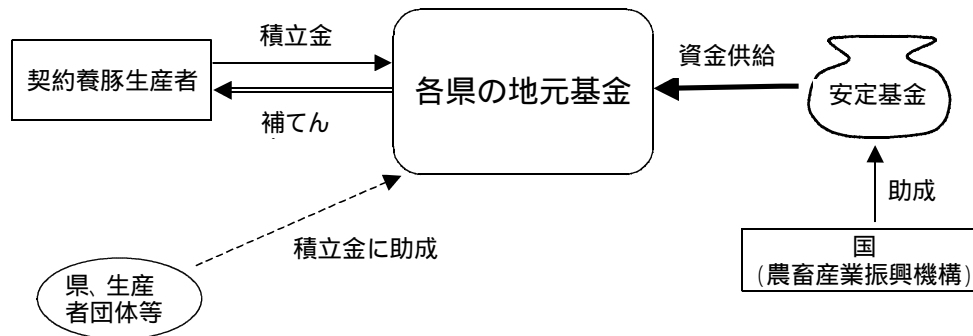 積立金
契約養豚生産者
補てん
各県の地元基金
資金供給
安定基金
助成
国
(農畜産業振興機構)
積立金に助成
県、生産
者団体等